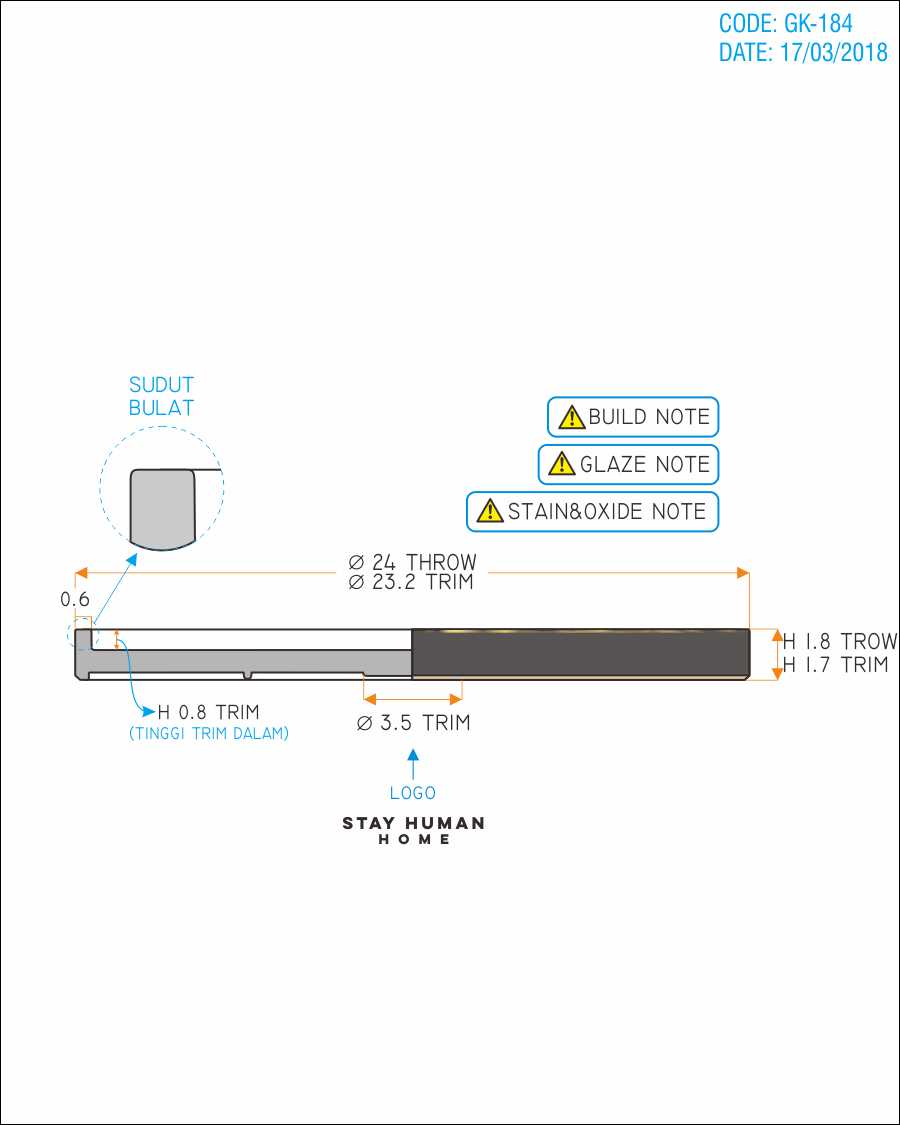 CODE: GK-184
DATE: 17/03/2018
SUDUT
BULAT
BUILD NOTE
GLAZE NOTE
STAIN&OXIDE NOTE
Ø 24 THROW
Ø 23.2 TRIM
0.6
H 1.8 TROW
H 1.7 TRIM
H 0.8 TRIM
(TINGGI TRIM DALAM)
Ø 3.5 TRIM
LOGO
STAY HUMAN
HOME